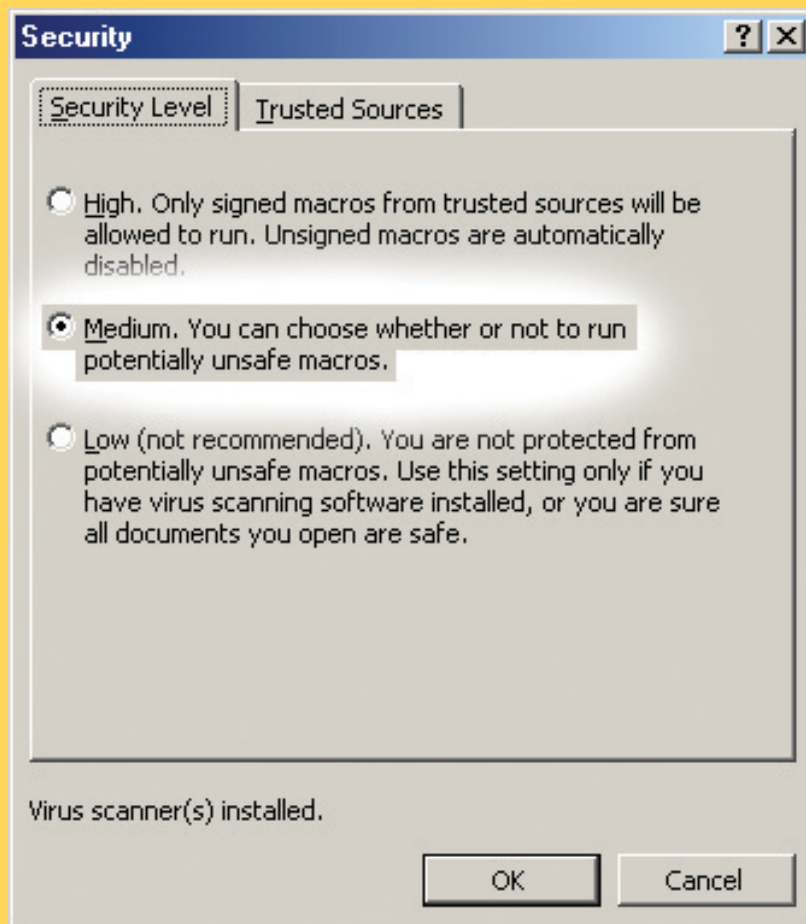 Security
Security Level
Trusted Sources
High. Only signed macros from trusted sources will be
allowed to run. Unsigned macros are automatically
disabled.
Medium. You can choose whether or not to run
potentially unsafe macros.
Low (not recommended). You are not protected from
potentially unsafe macros. Use this setting only if you
have virus scanning software installed, or you are sure
all documents you open are safe.
Virus scanner(s) installed.
OK
Cancel